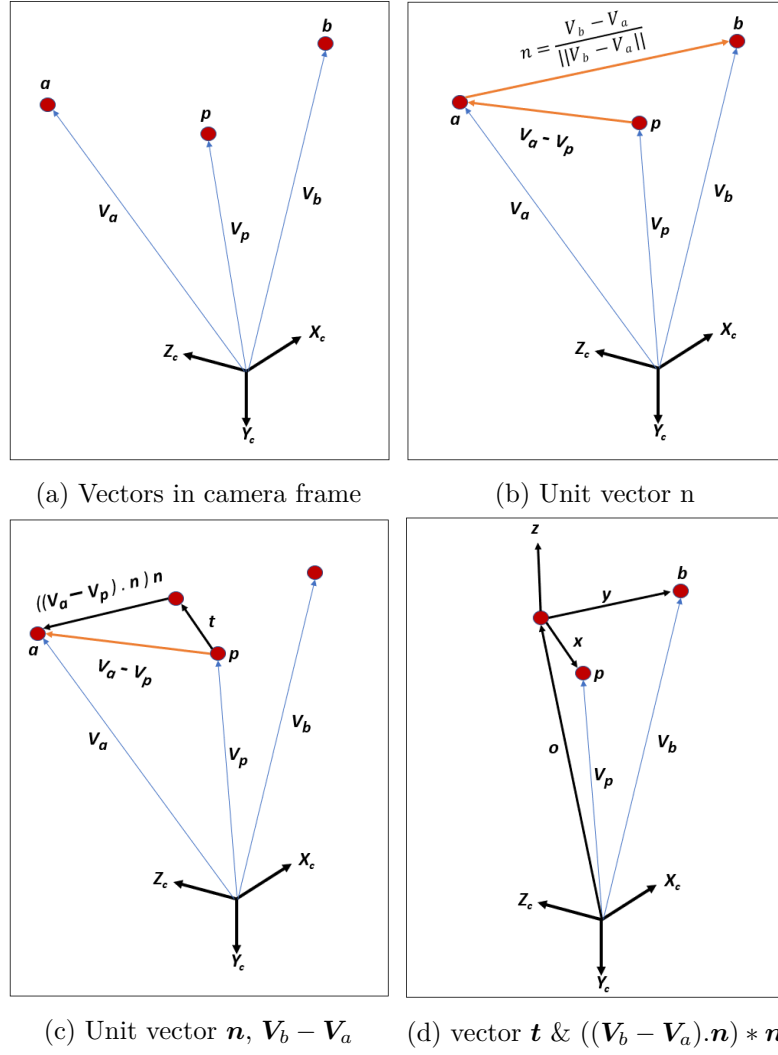 b
a
p
V_a
V_p
V_b
X_c
Z_c
Y_c
(a) Vectors in camera frame
n = \frac{V_b − V_a}{||V_b − V_a||}
b
a
p
V_a - V_p
V_a
V_p
V_b
X_c
Z_c
Y_c
(b) Unit vector n
((V_a − V_p) . n) n
t
a
p
V_a - V_p
V_a
V_b
V_p
X_c
Z_c
Y_c
(c) Unit vector n, V_b − V_a
z
b
y
x
p
o
V_p
V_b
X_c
Z_c
Y_c
(d) vector t & ((V_b − V_a).n) ∗ n